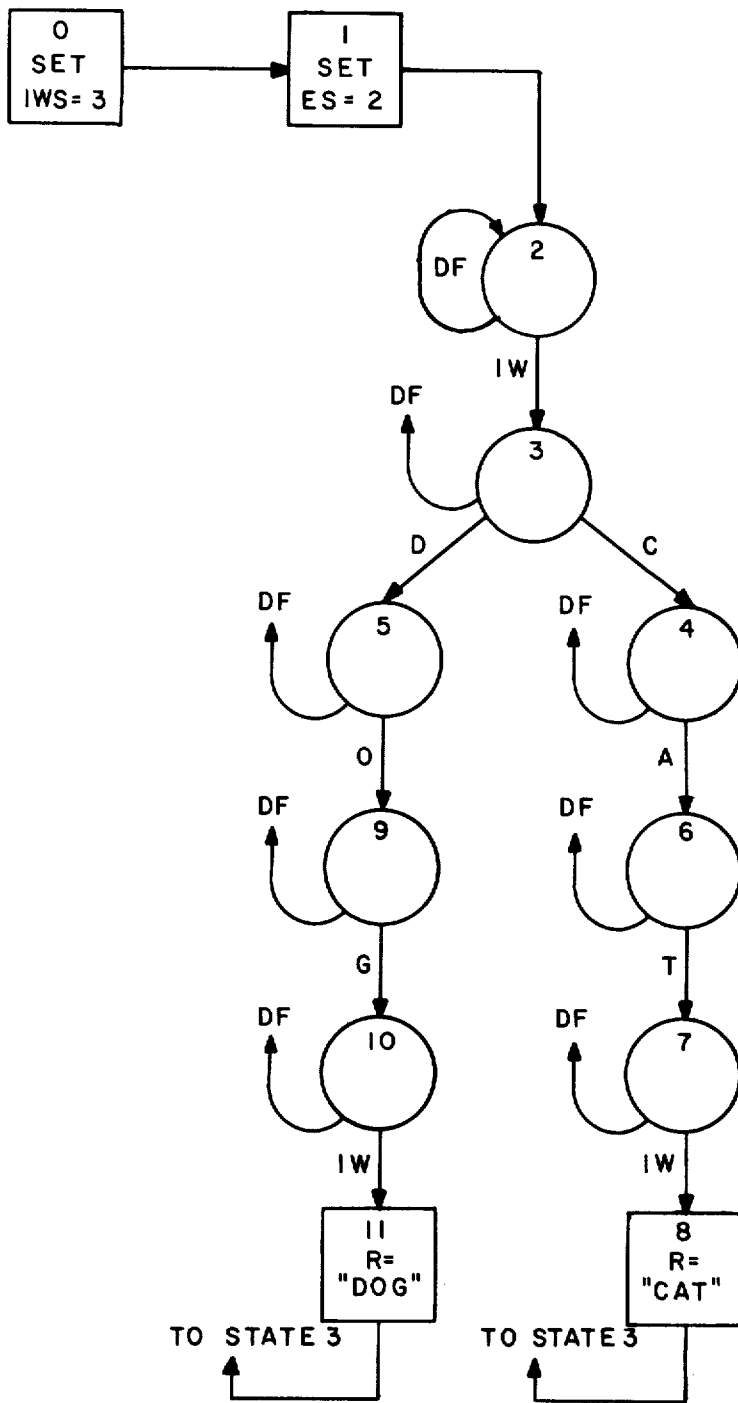 0
SET
IWS= 3
1
SET
ES = 2
2
DF
IW
DF
3
D
C
DF
5
DF
4
O
A
DF
9
DF
6
G
T
DF
10
DF
7
IW
IW
11
R=
"DOG"
8
R=
"CAT"
TO STATE 3
TO STATE 3